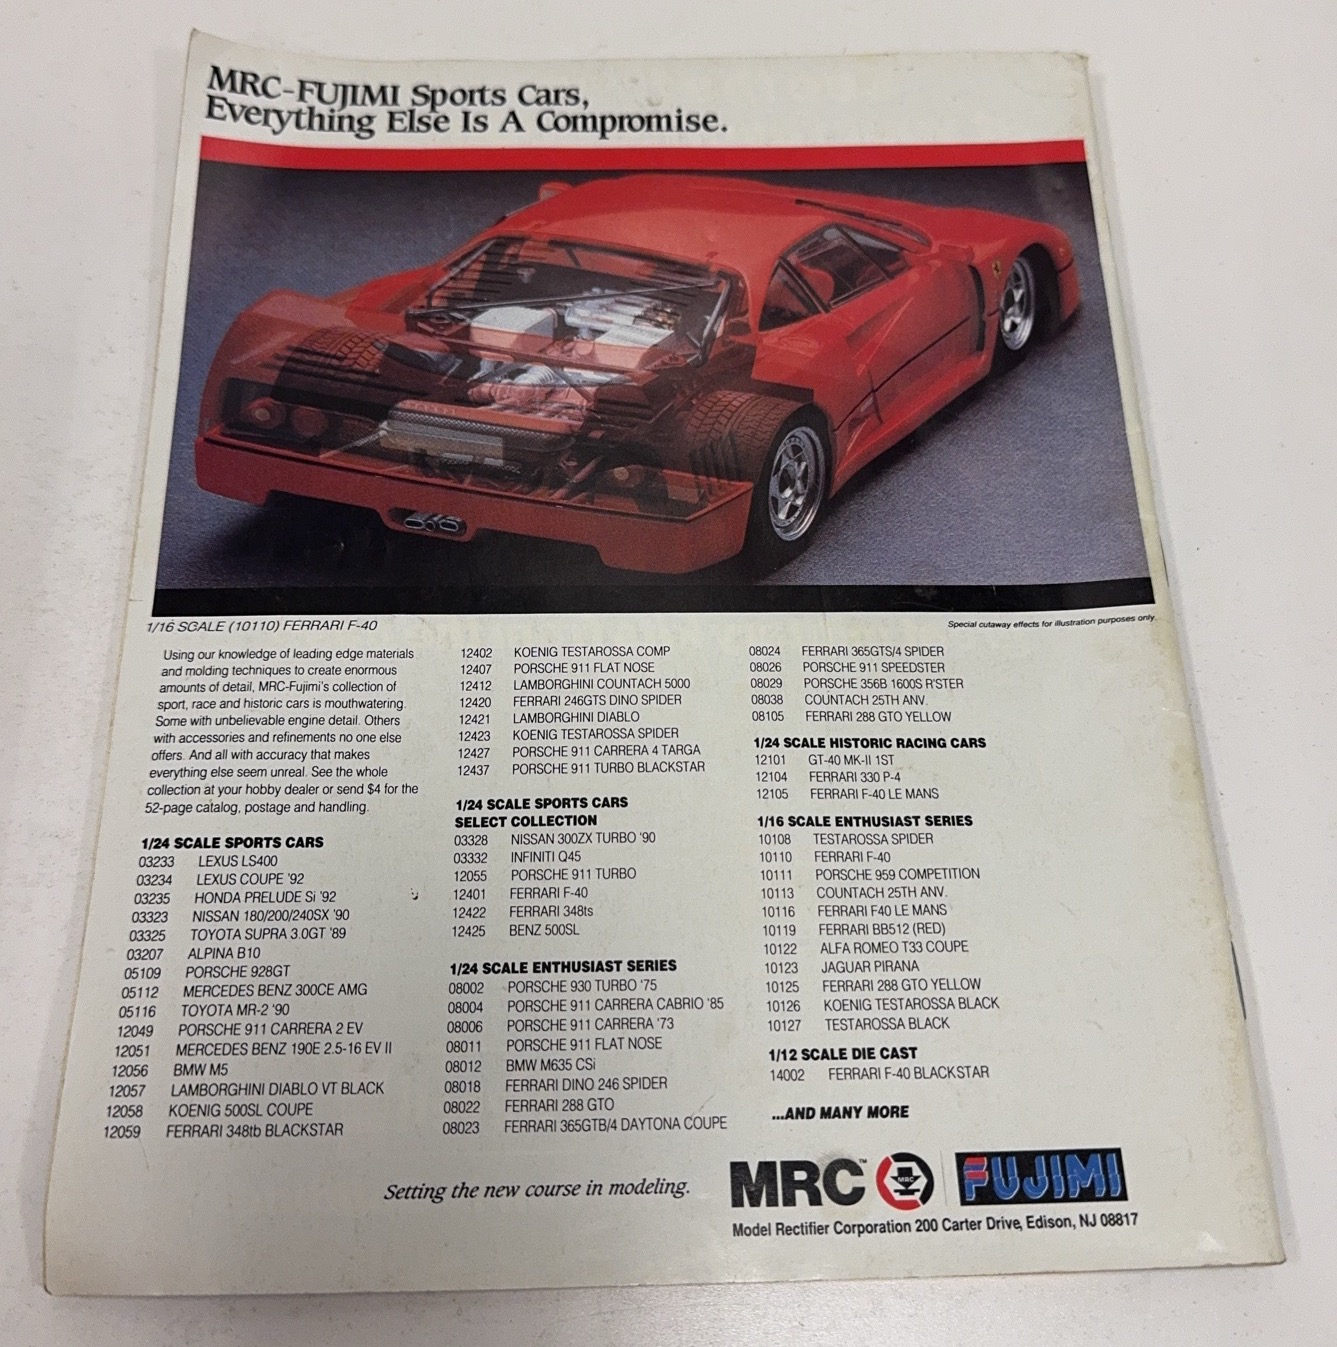 MRC-FUJIMI Sports Cars,
Everything Else Is A Compromise.
1/16 SCALE (10110) FERRARI F-40
Special cutaway effects for illustration purposes only.
Using our knowledge of leading edge materials
and molding techniques to create enormous
amounts of detail, MRC-Fujimi's collection of
sport, race and historic cars is mouthwatering.
Some with unbelievable engine detail. Others
with accessories and refinements no one else
offers. And all with accuracy that makes
everything else seem unreal. See the whole
collection at your hobby dealer or send $4 for the
52-page catalog, postage and handling.
1/24 SCALE SPORTS CARS
03233 LEXUS LS400
03234 LEXUS COUPE '92
03235 HONDA PRELUDE Si '92
03323 NISSAN 180/200/240SX '90
03325 TOYOTA SUPRA 3.0GT '89
03207 ALPINA B10
05109 PORSCHE 928GT
05112 MERCEDES BENZ 300CE AMG
05116 TOYOTA MR-2 '90
12049 PORSCHE 911 CARRERA 2 EV
12051 MERCEDES BENZ 190E 2.5-16 EV II
12056 BMW M5
12057 LAMBORGHINI DIABLO VT BLACK
12058 KOENIG 500SL COUPE
12059 FERRARI 348tb BLACKSTAR
12402 KOENIG TESTAROSSA COMP
12407 PORSCHE 911 FLAT NOSE
12412 LAMBORGHINI COUNTACH 5000
12420 FERRARI 246GTS DINO SPIDER
12421 LAMBORGHINI DIABLO
12423 KOENIG TESTAROSSA SPIDER
12427 PORSCHE 911 CARRERA 4 TARGA
12437 PORSCHE 911 TURBO BLACKSTAR
1/24 SCALE SPORTS CARS
SELECT COLLECTION
03328 NISSAN 300ZX TURBO '90
03332 INFINITI Q45
12055 PORSCHE 911 TURBO
12401 FERRARI F-40
12422 FERRARI 348ts
12425 BENZ 500SL
1/24 SCALE ENTHUSIAST SERIES
08002 PORSCHE 930 TURBO '75
08004 PORSCHE 911 CARRERA CABRIO '85
08006 PORSCHE 911 CARRERA '73
08011 PORSCHE 911 FLAT NOSE
08012 BMW M635 CSi
08018 FERRARI DINO 246 SPIDER
08022 FERRARI 288 GTO
08023 FERRARI 365GTB/4 DAYTONA COUPE
08024 FERRARI 365GTS/4 SPIDER
08026 PORSCHE 911 SPEEDSTER
08029 PORSCHE 356B 1600S R'STER
08038 COUNTACH 25TH ANV.
08105 FERRARI 288 GTO YELLOW
1/24 SCALE HISTORIC RACING CARS
12101 GT-40 MK-II 1ST
12104 FERRARI 330 P-4
12105 FERRARI F-40 LE MANS
1/16 SCALE ENTHUSIAST SERIES
10108 TESTAROSSA SPIDER
10110 FERRARI F-40
10111 PORSCHE 959 COMPETITION
10113 COUNTACH 25TH ANV.
10116 FERRARI F40 LE MANS
10119 FERRARI BB512 (RED)
10122 ALFA ROMEO T33 COUPE
10123 JAGUAR PIRANA
10125 FERRARI 288 GTO YELLOW
10126 KOENIG TESTAROSSA BLACK
10127 TESTAROSSA BLACK
1/12 SCALE DIE CAST
14002 FERRARI F-40 BLACKSTAR
...AND MANY MORE
Setting the new course in modeling.
MRC™ MRC FUJIMI
Model Rectifier Corporation 200 Carter Drive, Edison, NJ 08817